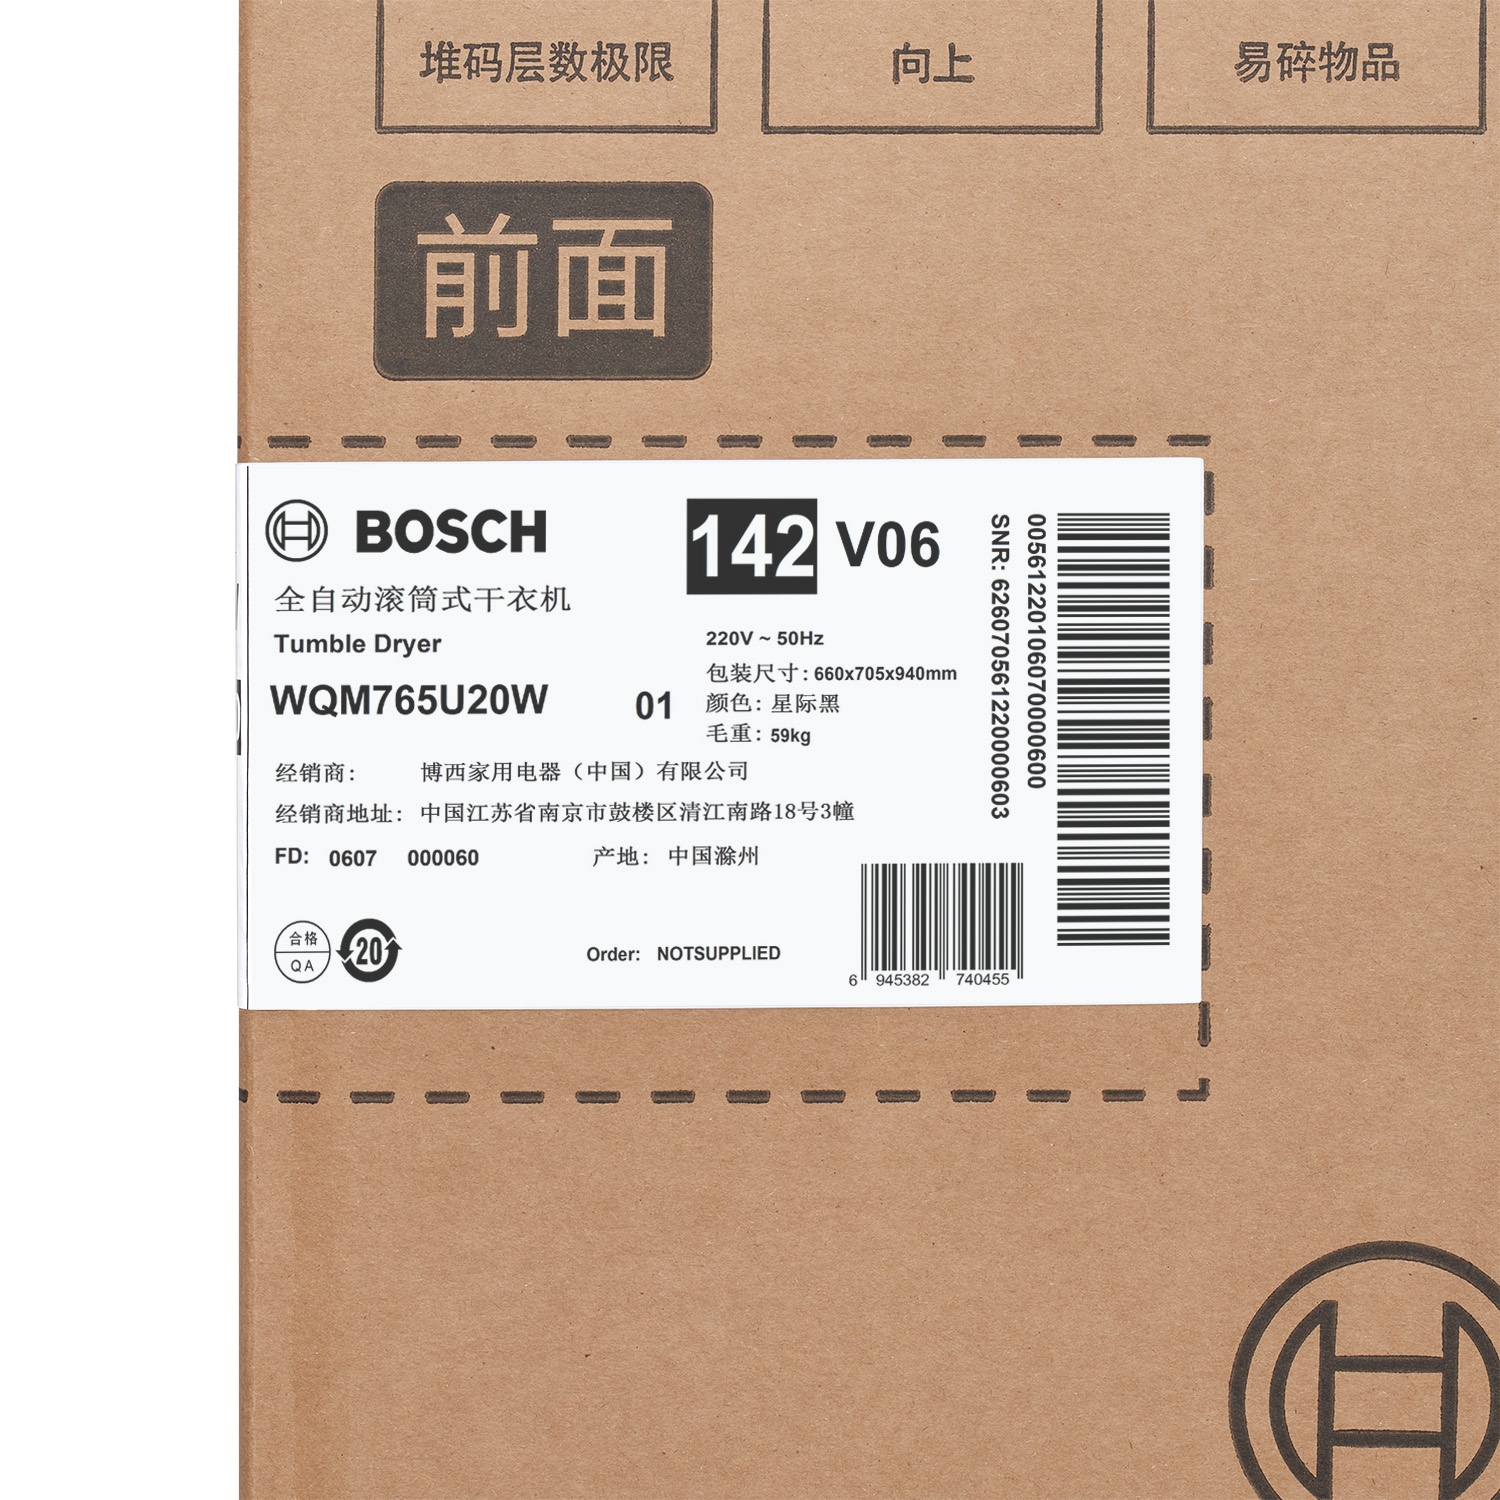 堆码层数极限
向上
易碎物品
前面
BOSCH
142 V06
全自动滚筒式干衣机
Tumble Dryer
WQM765U20W 01
220V ~ 50Hz
包装尺寸: 660x705x940mm
颜色: 星际黑
毛重: 59kg
经销商: 博西家用电器（中国）有限公司
经销商地址: 中国江苏省南京市鼓楼区清江南路18号3幢
FD: 0607 000060
产地: 中国滁州
合格
QA
20
Order: NOTSUPPLIED
6 945382 740455
SNR: 626070561220000603
00561220106070000600